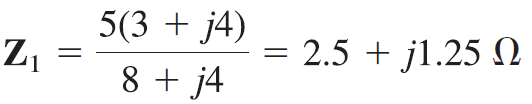 Z₁ = 5(3 + j4) / 8 + j4 = 2.5 + j1.25 Ω